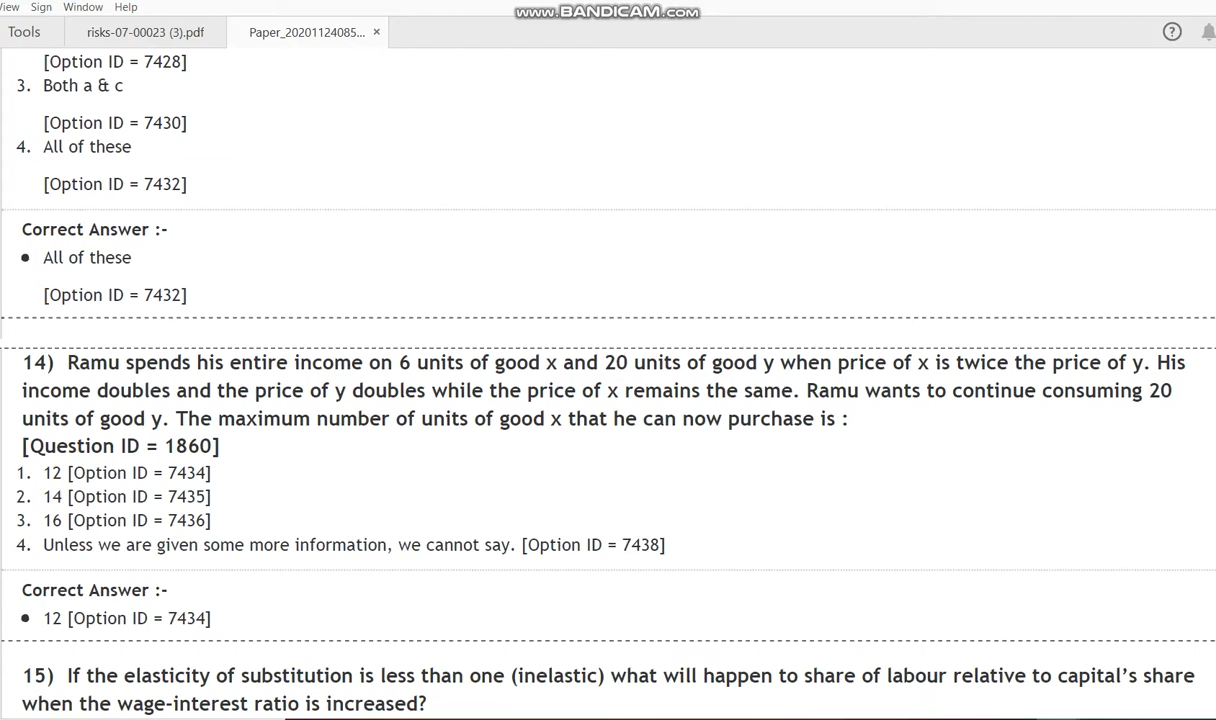 View Sign Window Help
www.BANDICAM.com
Tools risks-07-00023 (3).pdf Paper_20201124085... × ?
[Option ID = 7428]
3. Both a & c
[Option ID = 7430]
4. All of these
[Option ID = 7432]
Correct Answer :-
• All of these
[Option ID = 7432]
14) Ramu spends his entire income on 6 units of good x and 20 units of good y when price of x is twice the price of y. His
income doubles and the price of y doubles while the price of x remains the same. Ramu wants to continue consuming 20
units of good y. The maximum number of units of good x that he can now purchase is :
[Question ID = 1860]
1. 12 [Option ID = 7434]
2. 14 [Option ID = 7435]
3. 16 [Option ID = 7436]
4. Unless we are given some more information, we cannot say. [Option ID = 7438]
Correct Answer :-
• 12 [Option ID = 7434]
15) If the elasticity of substitution is less than one (inelastic) what will happen to share of labour relative to capital’s share
when the wage-interest ratio is increased?